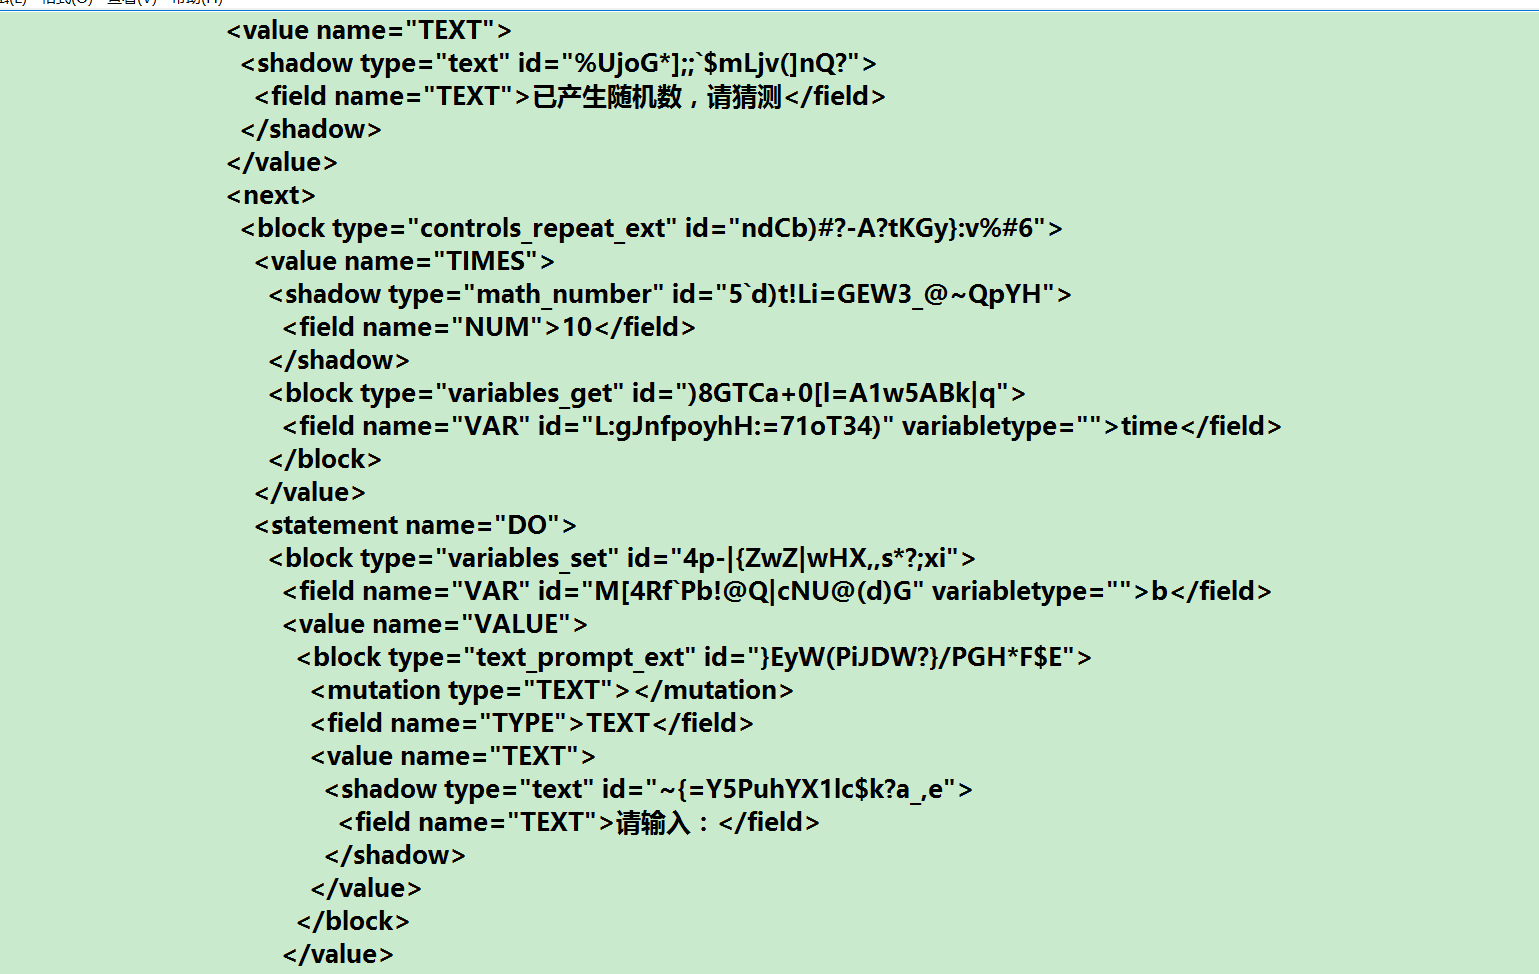 <value name="TEXT">
<shadow type="text" id="%UjoG*];;`$mLjv(]nQ?">
<field name="TEXT">已产生随机数，请猜测</field>
</shadow>
</value>
<next>
<block type="controls_repeat_ext" id="ndCb)#?-A?tKGy}:v%#6">
<value name="TIMES">
<shadow type="math_number" id="5`d)t!Li=GEW3_@~QpYH">
<field name="NUM">10</field>
</shadow>
<block type="variables_get" id=")8GTCa+0[l=A1w5ABk|q">
<field name="VAR" id="L:gJnfpoyhH:=71oT34)" variabletype="">time</field>
</block>
</value>
<statement name="DO">
<block type="variables_set" id="4p-|{ZwZ|wHX,,s*?;xi">
<field name="VAR" id="M[4Rf`Pb!@Q|cNU@(d)G" variabletype="">b</field>
<value name="VALUE">
<block type="text_prompt_ext" id="}EyW(PiJDW?}/PGH*F$E">
<mutation type="TEXT"></mutation>
<field name="TYPE">TEXT</field>
<value name="TEXT">
<shadow type="text" id="~{=Y5PuhYX1lc$k?a_,e">
<field name="TEXT">请输入：</field>
</shadow>
</value>
</block>
</value>